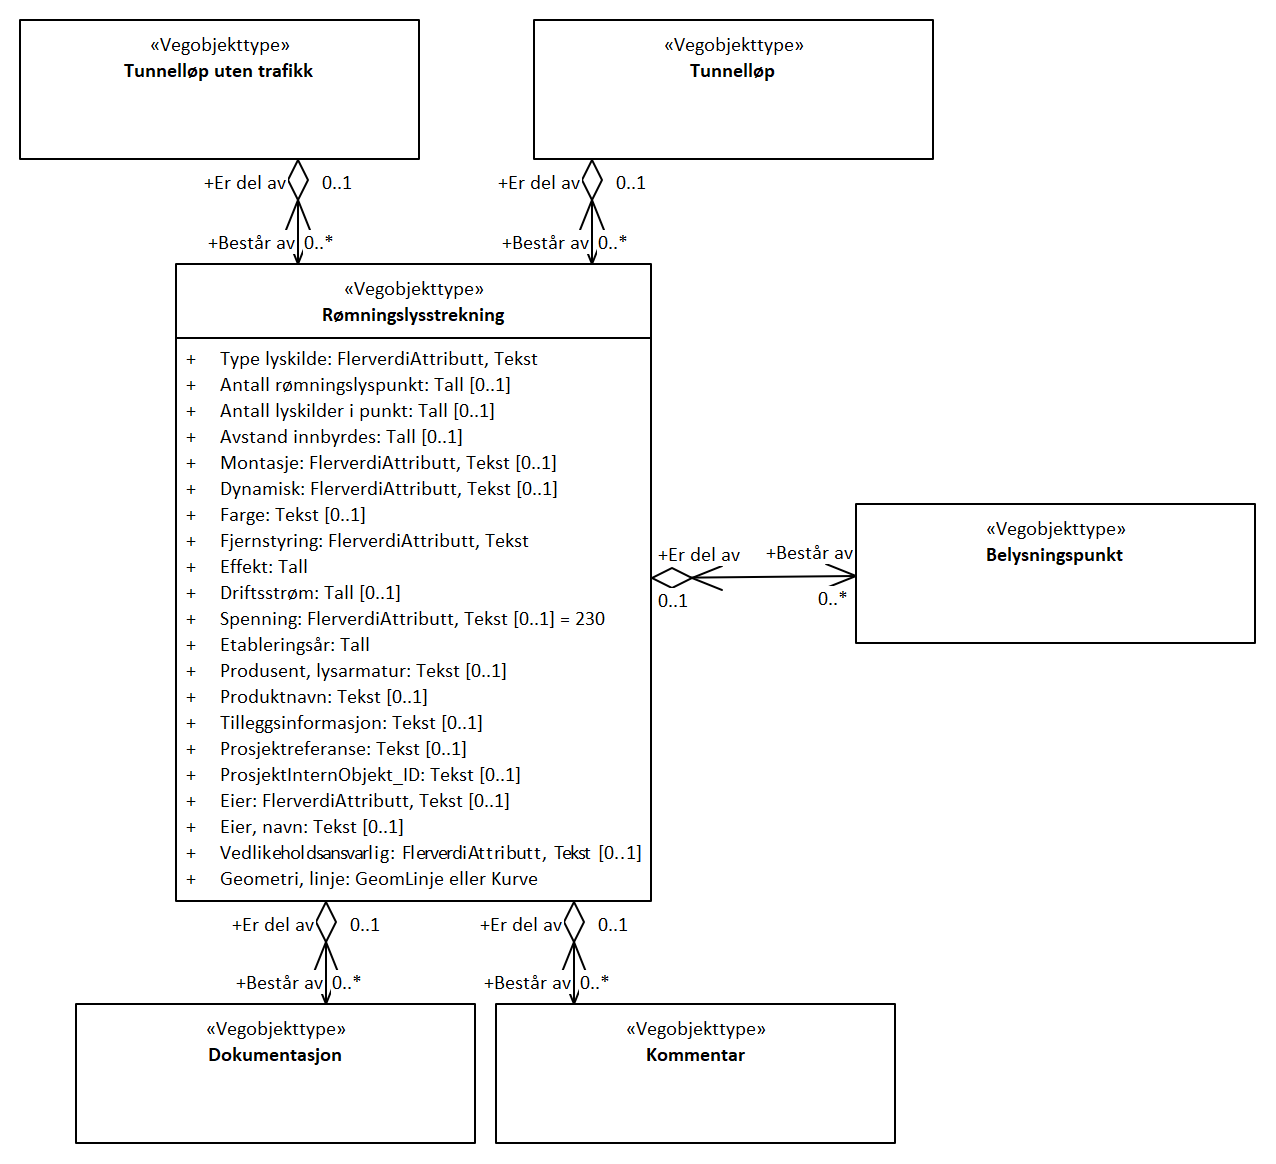 «Vegobjekttype»
Tunnelløp uten trafikk
«Vegobjekttype»
Tunnelløp
+Er del av 0..1
+Består av 0..*
+Er del av 0..1
+Består av 0..*
«Vegobjekttype»
Rømningslysstrekning
+ Type lyskilde: FlerverdiAttributt, Tekst
+ Antall rømningslyspunkt: Tall [0..1]
+ Antall lyskilder i punkt: Tall [0..1]
+ Avstand innbyrdes: Tall [0..1]
+ Montasje: FlerverdiAttributt, Tekst [0..1]
+ Dynamisk: FlerverdiAttributt, Tekst [0..1]
+ Farge: Tekst [0..1]
+ Fjernstyring: FlerverdiAttributt, Tekst
+ Effekt: Tall
+ Driftsstrøm: Tall [0..1]
+ Spenning: FlerverdiAttributt, Tekst [0..1] = 230
+ Etableringsår: Tall
+ Produsent, lysarmatur: Tekst [0..1]
+ Produktnavn: Tekst [0..1]
+ Tilleggsinformasjon: Tekst [0..1]
+ Prosjektreferanse: Tekst [0..1]
+ ProsjektInternObjekt_ID: Tekst [0..1]
+ Eier: FlerverdiAttributt, Tekst [0..1]
+ Eier, navn: Tekst [0..1]
+ Vedlikeholdsansvarlig: FlerverdiAttributt, Tekst [0..1]
+ Geometri, linje: GeomLinje eller Kurve
+Er del av
+Består av
0..1
0..*
«Vegobjekttype»
Belysningspunkt
+Er del av 0..1
+Består av 0..*
+Er del av 0..1
+Består av 0..*
«Vegobjekttype»
Dokumentasjon
«Vegobjekttype»
Kommentar